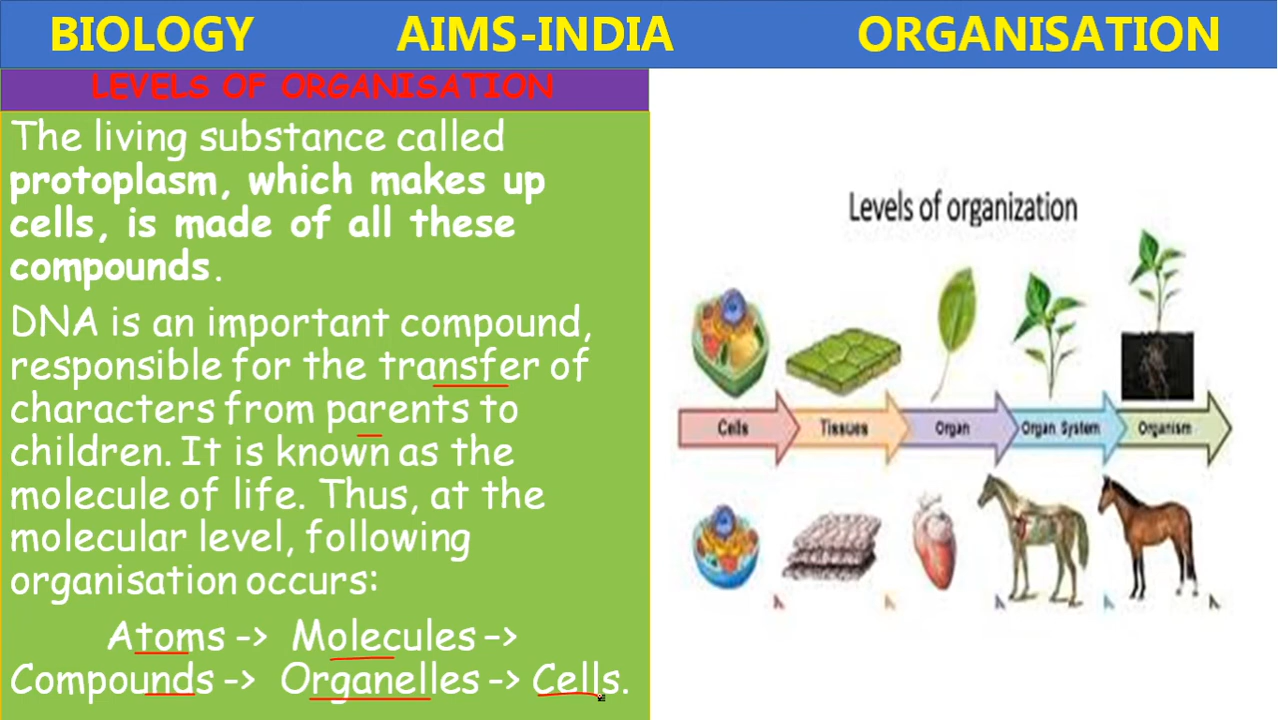 BIOLOGY AIMS-INDIA ORGANISATION
LEVELS OF ORGANISATION
The living substance called
protoplasm, which makes up
cells, is made of all these
compounds.
DNA is an important compound,
responsible for the transfer of
characters from parents to
children. It is known as the
molecule of life. Thus, at the
molecular level, following
organisation occurs:
Atoms -> Molecules ->
Compounds -> Organelles -> Cells.
Levels of organization
Cells Tissues Organ Organ System Organism